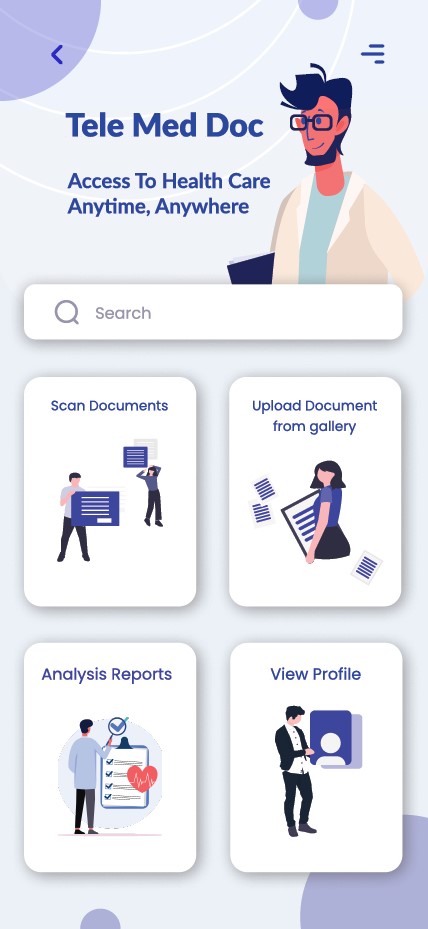 Tele Med Doc
Access To Health Care
Anytime, Anywhere
Search
Scan Documents
Upload Document
from gallery
Analysis Reports
View Profile